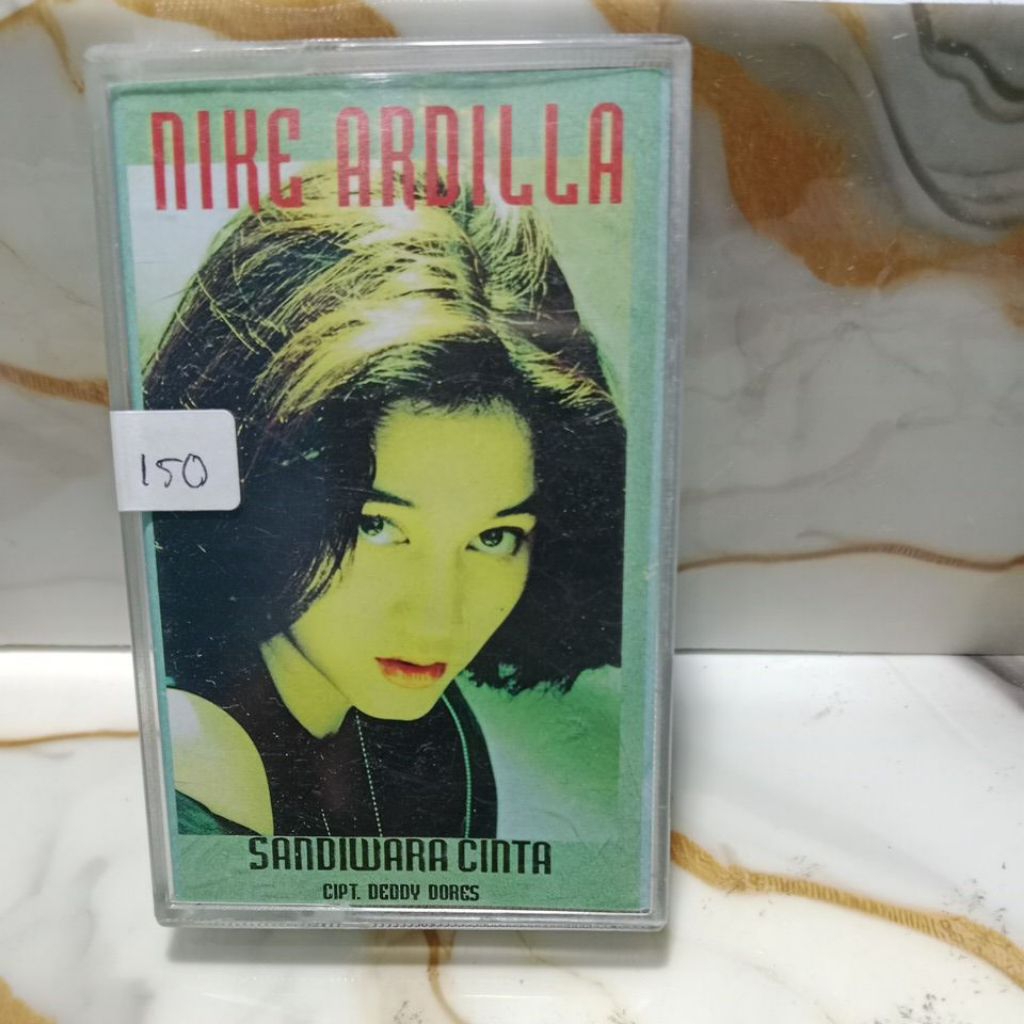 NIKE ARDILLA
150
SANDIWARA CINTA
CIPT. DEDDY DORES